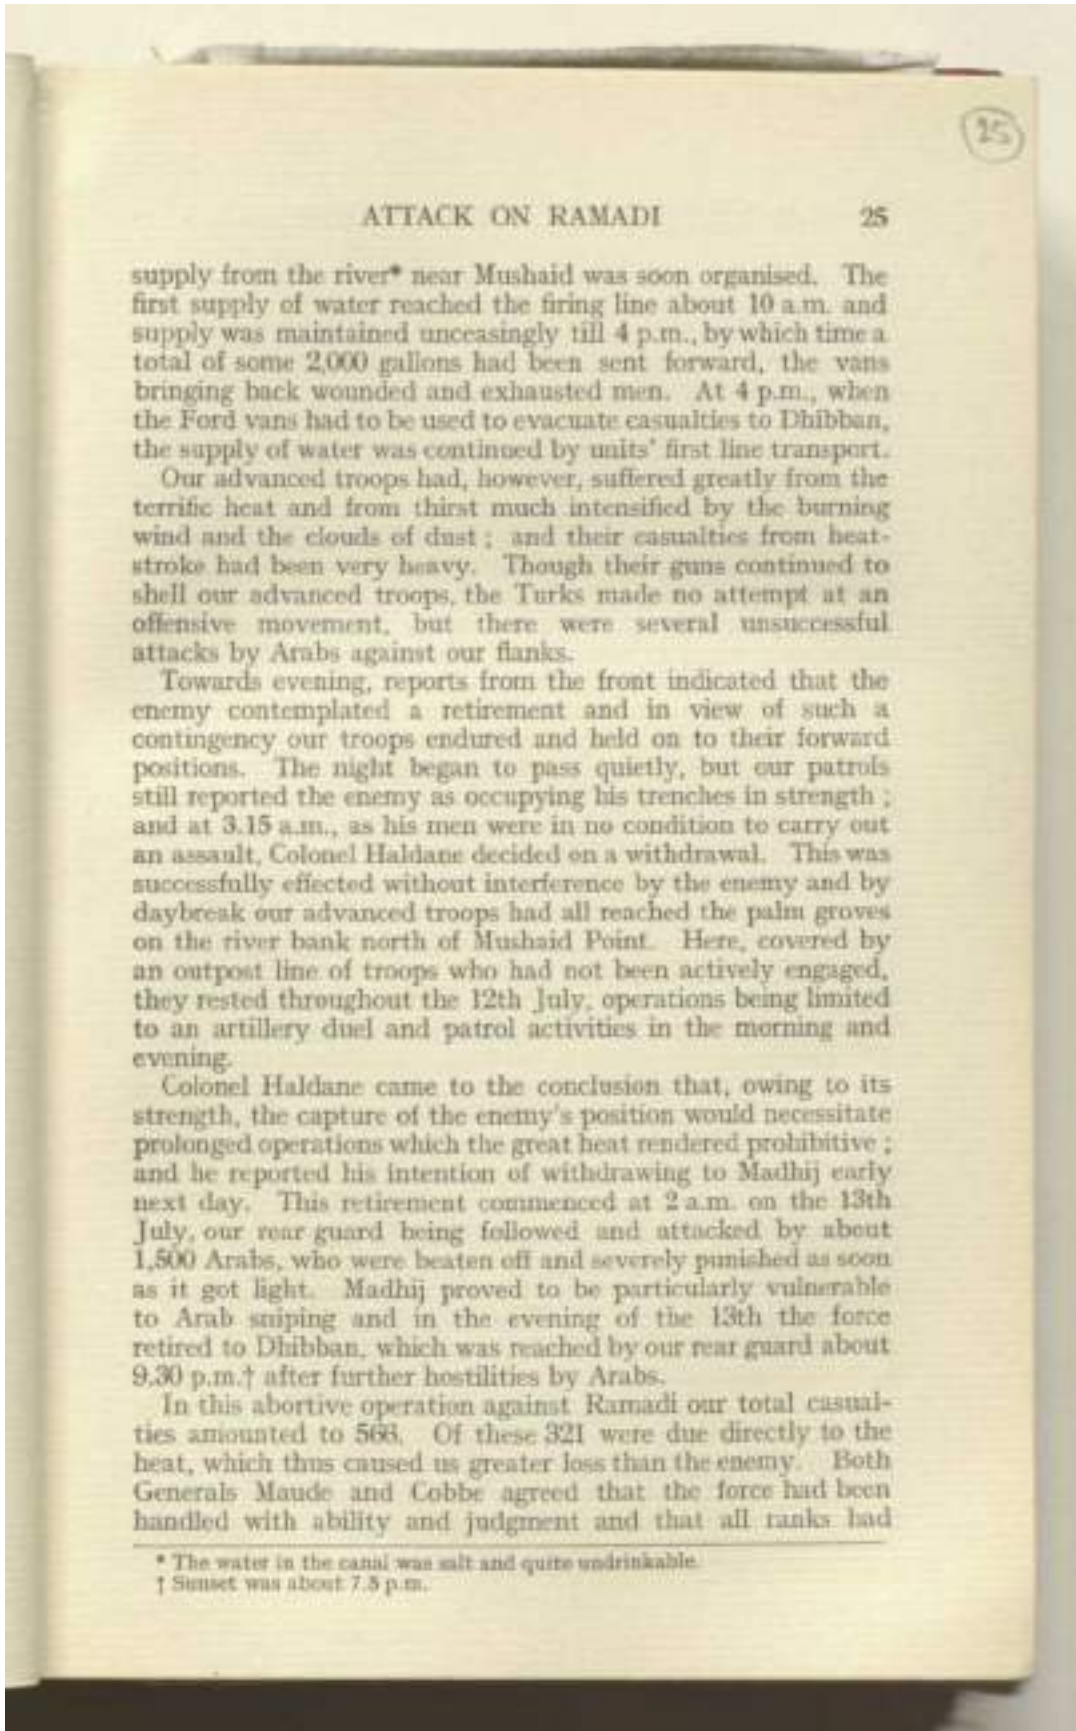 25
ATTACK ON RAMADI 25
supply from the river* near Mushaid was soon organised. The
first supply of water reached the firing line about 10 a.m. and
supply was maintained unceasingly till 4 p.m., by which time a
total of some 2,000 gallons had been sent forward, the vans
bringing back wounded and exhausted men. At 4 p.m., when
the Ford vans had to be used to evacuate casualties to Dhibban,
the supply of water was continued by units' first line transport.
Our advanced troops had, however, suffered greatly from the
terrific heat and from thirst much intensified by the burning
wind and the clouds of dust ; and their casualties from heat-
stroke had been very heavy. Though their guns continued to
shell our advanced troops, the Turks made no attempt at an
offensive movement, but there were several unsuccessful
attacks by Arabs against our flanks.
Towards evening, reports from the front indicated that the
enemy contemplated a retirement and in view of such a
contingency our troops endured and held on to their forward
positions. The night began to pass quietly, but our patrols
still reported the enemy as occupying his trenches in strength ;
and at 3.15 a.m., as his men were in no condition to carry out
an assault, Colonel Haldane decided on a withdrawal. This was
successfully effected without interference by the enemy and by
daybreak our advanced troops had all reached the palm groves
on the river bank north of Mushaid Point. Here, covered by
an outpost line of troops who had not been actively engaged,
they rested throughout the 12th July, operations being limited
to an artillery duel and patrol activities in the morning and
evening.
Colonel Haldane came to the conclusion that, owing to its
strength, the capture of the enemy's position would necessitate
prolonged operations which the great heat rendered prohibitive ;
and he reported his intention of withdrawing to Madhij early
next day. This retirement commenced at 2 a.m. on the 13th
July, our rear guard being followed and attacked by about
1,500 Arabs, who were beaten off and severely punished as soon
as it got light. Madhij proved to be particularly vulnerable
to Arab sniping and in the evening of the 13th the force
retired to Dhibban, which was reached by our rear guard about
9.30 p.m.† after further hostilities by Arabs.
In this abortive operation against Ramadi our total casual-
ties amounted to 566. Of these 321 were due directly to the
heat, which thus caused us greater loss than the enemy. Both
Generals Maude and Cobbe agreed that the force had been
handled with ability and judgment and that all ranks had
* The water in the canal was salt and quite undrinkable.
† Sunset was about 7.5 p.m.